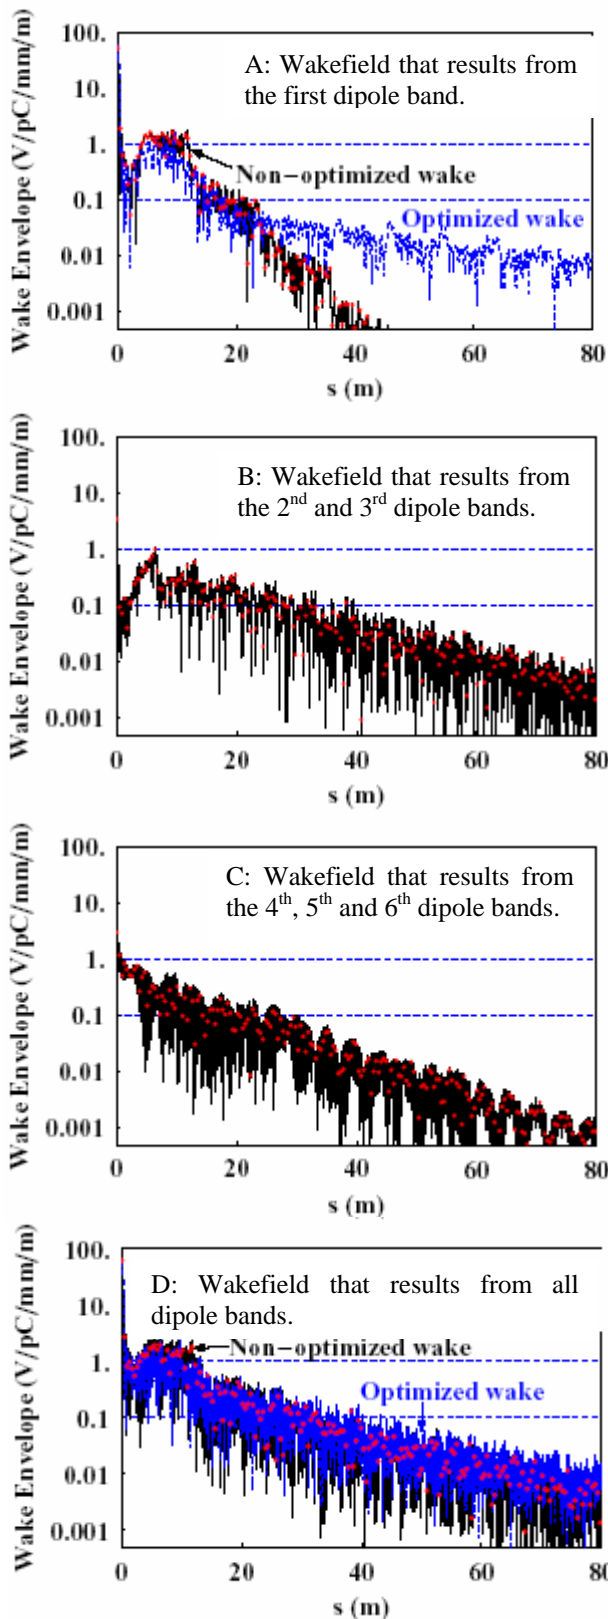 Wake Envelope (V/pC/mm/m)
100.
10.
1.
0.1
0.01
0.001
A: Wakefield that results from
the first dipole band.
Non-optimized wake
Optimized wake
0 20 40 60 80
s (m)
Wake Envelope (V/pC/mm/m)
100.
10.
1.
0.1
0.01
0.001
B: Wakefield that results from
the 2nd and 3rd dipole bands.
0 20 40 60 80
s (m)
Wake Envelope (V/pC/mm/m)
100.
10.
1.
0.1
0.01
0.001
C: Wakefield that results from
the 4th, 5th and 6th dipole bands.
0 20 40 60 80
s (m)
Wake Envelope (V/pC/mm/m)
100.
10.
1.
0.1
0.01
0.001
D: Wakefield that results from all
dipole bands.
Non-optimized wake
Optimized wake
0 20 40 60 80
s (m)